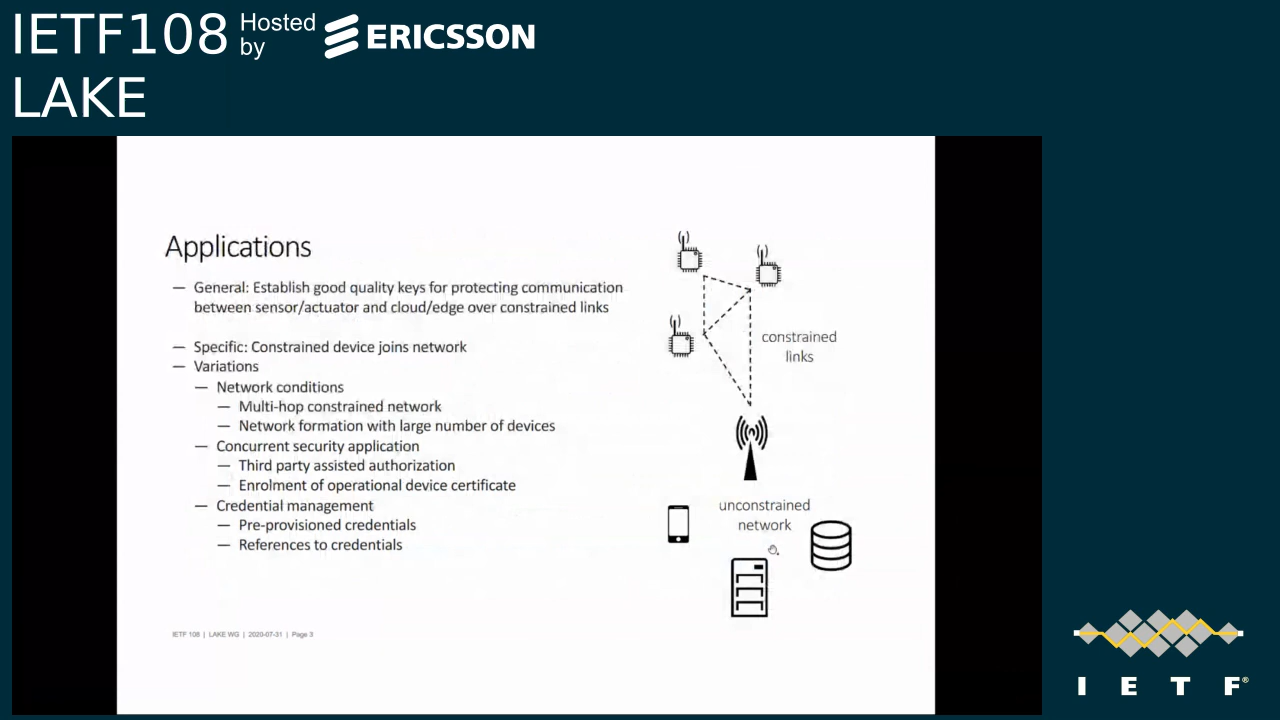 IETF108 Hosted by ERICSSON
LAKE
Applications
— General: Establish good quality keys for protecting communication
between sensor/actuator and cloud/edge over constrained links
— Specific: Constrained device joins network
— Variations
— Network conditions
— Multi-hop constrained network
— Network formation with large number of devices
— Concurrent security application
— Third party assisted authorization
— Enrolment of operational device certificate
— Credential management
— Pre-provisioned credentials
— References to credentials
constrained
links
unconstrained
network
IETF 108 | LAKE WG | 2020-07-31 | Page 3
I E T F®